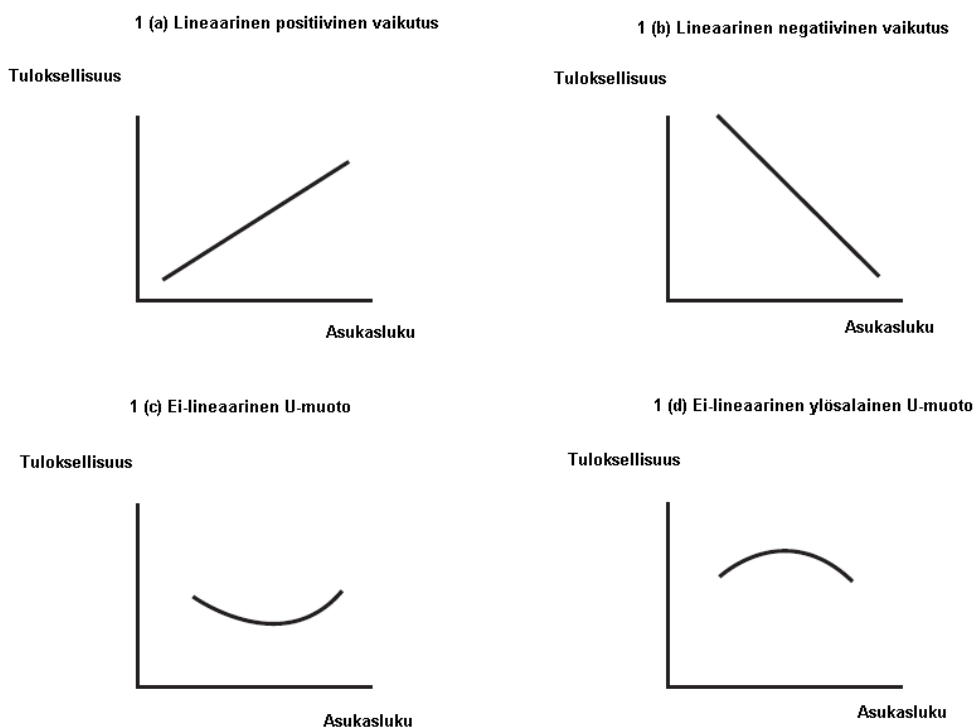 1 (a) Lineaarinen positiivinen vaikutus
Tuloksellisuus
Asukasluku
1 (b) Lineaarinen negatiivinen vaikutus
Tuloksellisuus
Asukasluku
1 (c) Ei-lineaarinen U-muoto
Tuloksellisuus
Asukasluku
1 (d) Ei-lineaarinen ylösalainen U-muoto
Tuloksellisuus
Asukasluku